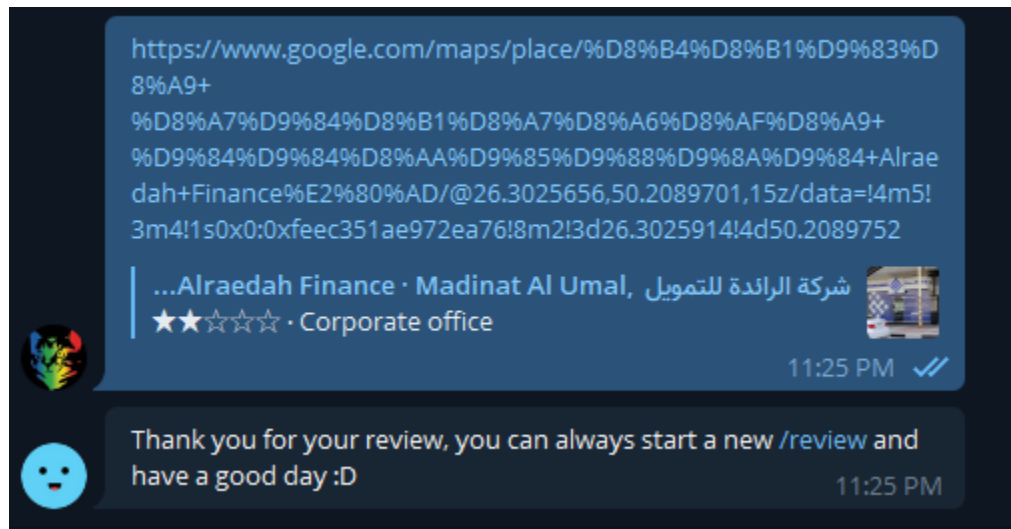 https://www.google.com/maps/place/%D8%B4%D8%B1%D9%83%D
8%A9+
%D8%A7%D9%84%D8%B1%D8%A7%D8%A6%D8%AF%D8%A9+
%D9%84%D9%84%D8%AA%D9%85%D9%88%D9%8A%D9%84+Alrae
dah+Finance%E2%80%AD/@26.3025656,50.2089701,15z/data=!4m5!
3m4!1s0x0:0xfeec351ae972ea76!8m2!3d26.3025914!4d50.2089752
...Alraedah Finance · Madinat Al Umal, شركة الرائدة للتمويل
★★☆☆☆ · Corporate office
11:25 PM
Thank you for your review, you can always start a new /review and
have a good day :D
11:25 PM